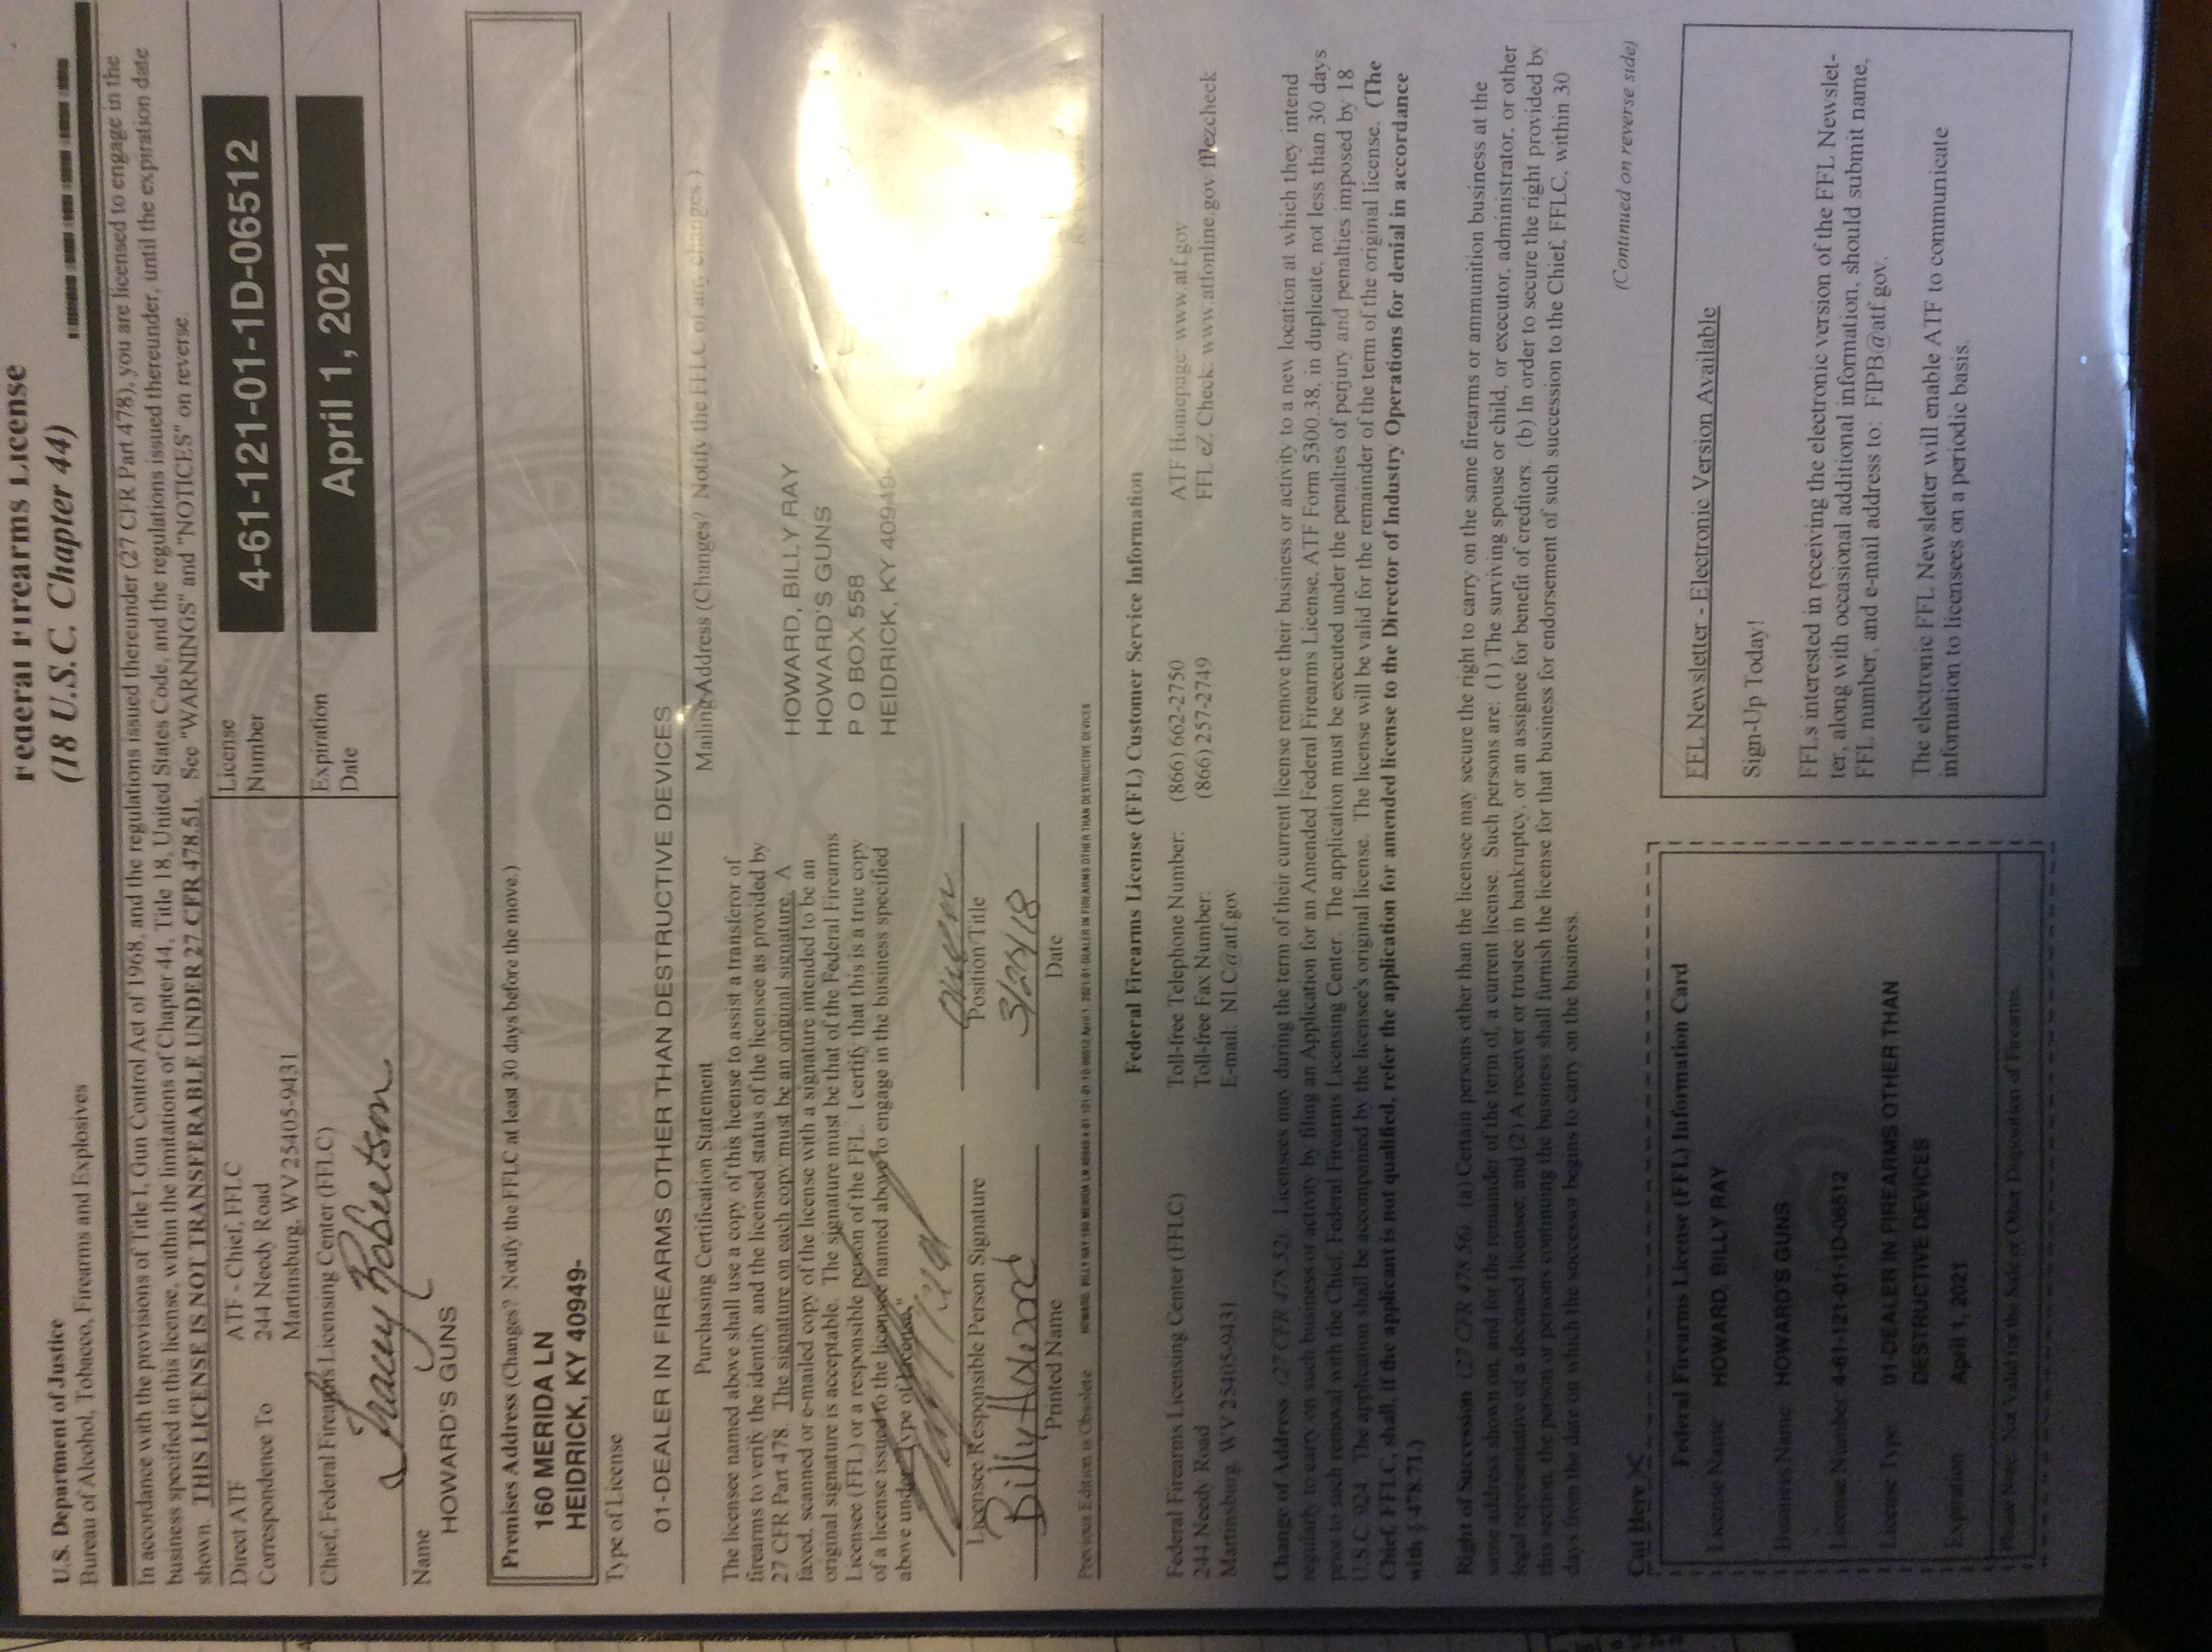 Federal Firearms License
(18 U.S.C. Chapter 44)
U.S. Department of Justice
Bureau of Alcohol, Tobacco, Firearms and Explosives
In accordance with the provisions of Title I, Gun Control Act of 1968, and the regulations issued thereunder (27 CFR Part 478), you are licensed to engage in the
business specified in this license, within the limitations of Chapter 44, Title 18, United States Code, and the regulations issued thereunder, until the expiration date
shown. THIS LICENSE IS NOT TRANSFERABLE UNDER 27 CFR 478.51. See "WARNINGS" and "NOTICES" on reverse.
Direct ATF
Correspondence To
ATF - Chief, FFLC
244 Needy Road
Martinsburg, WV 25405-9431
License
Number
4-61-121-01-1D-06512
Chief, Federal Firearms Licensing Center (FFLC)
Tracey Robertson
Expiration
Date
April 1, 2021
Name
HOWARD'S GUNS
Premises Address (Changes? Notify the FFLC at least 30 days before the move.)
160 MERIDA LN
HEIDRICK, KY 40949-
Type of License
01-DEALER IN FIREARMS OTHER THAN DESTRUCTIVE DEVICES
Purchasing Certification Statement
The licensee named above shall use a copy of this license to assist a transferor of
firearms to verify the identity and the licensed status of the licensee as provided by
27 CFR Part 478. The signature on each copy must be an original signature. A
faxed, scanned or e-mailed copy of the license with a signature intended to be an
original signature is acceptable. The signature must be that of the Federal Firearms
Licensee (FFL) or a responsible person of the FFL. I certify that this is a true copy
of a license issued to the licensee named above to engage in the business specified
above under "Type of License."
Mailing Address (Changes? Notify the FFLC of any changes.)
HOWARD, BILLY RAY
HOWARD'S GUNS
P O BOX 558
HEIDRICK, KY 40949-
owen
Licensee Responsible Person Signature
Position/Title
Billy Howard
Printed Name
Date
Previous Edition is Obsolete
HOWARD, BILLY RAY:160 MERIDA LN:40949:4-61-121-01-1D-06512:April 1, 2021:01-DEALER IN FIREARMS OTHER THAN DESTRUCTIVE DEVICES
Federal Firearms License (FFL) Customer Service Information
Federal Firearms Licensing Center (FFLC)
244 Needy Road
Martinsburg, WV 25405-9431
Toll-free Telephone Number: (866) 662-2750
Toll-free Fax Number: (866) 257-2749
E-mail: NLC@atf.gov
ATF Homepage: www.atf.gov
FFL eZ Check: www.atfonline.gov/fflezcheck
Change of Address (27 CFR 478.52). Licensees may during the term of their current license remove their business or activity to a new location at which they intend
regularly to carry on such business or activity by filing an Application for an Amended Federal Firearms License, ATF Form 5300.38, in duplicate, not less than 30 days
prior to such removal with the Chief, Federal Firearms Licensing Center. The application must be executed under the penalties of perjury and penalties imposed by 18
U.S.C. 924. The application shall be accompanied by the licensee's original license. The license will be valid for the remainder of the term of the original license. (The
Chief, FFLC, shall, if the applicant is not qualified, refer the application for amended license to the Director of Industry Operations for denial in accordance
with § 478.71.)
Right of Succession (27 CFR 478.56). (a) Certain persons other than the licensee may secure the right to carry on the same firearms or ammunition business at the
same address shown on, and for the remainder of the term of, a current license. Such persons are: (1) The surviving spouse or child, or executor, administrator, or other
legal representative of a deceased licensee; and (2) A receiver or trustee in bankruptcy, or an assignee for benefit of creditors. (b) In order to secure the right provided by
this section, the person or persons continuing the business shall furnish the license for that business for endorsement of such succession to the Chief, FFLC, within 30
days from the date on which the successor begins to carry on the business.
(Continued on reverse side)
Cut Here
Federal Firearms License (FFL) Information Card
License Name: HOWARD, BILLY RAY
Business Name: HOWARD'S GUNS
License Number: 4-61-121-01-1D-06512
License Type: 01-DEALER IN FIREARMS OTHER THAN
DESTRUCTIVE DEVICES
Expiration: April 1, 2021
Please Note: Not Valid for the Sale or Other Disposition of Firearms.
FFL Newsletter - Electronic Version Available
Sign-Up Today!
FFLs interested in receiving the electronic version of the FFL Newslet-
ter, along with occasional additional information, should submit name,
FFL number, and e-mail address to: FIPB@atf.gov.
The electronic FFL Newsletter will enable ATF to communicate
information to licensees on a periodic basis.